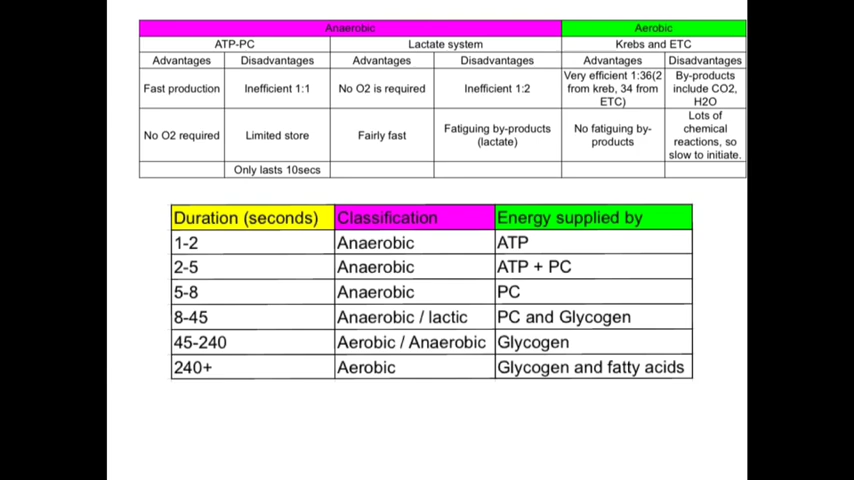 Anaerobic Aerobic
ATP-PC Lactate system Krebs and ETC
Advantages Disadvantages Advantages Disadvantages Advantages Disadvantages
Fast production Inefficient 1:1 No O2 is required Inefficient 1:2 Very efficient 1:36(2
from kreb, 34 from
ETC) By-products
include CO2,
H2O
No O2 required Limited store Fairly fast Fatiguing by-products
(lactate) No fatiguing by-
products Lots of
chemical
reactions, so
slow to initiate.
Only lasts 10secs
Duration (seconds) Classification Energy supplied by
1-2 Anaerobic ATP
2-5 Anaerobic ATP + PC
5-8 Anaerobic PC
8-45 Anaerobic / lactic PC and Glycogen
45-240 Aerobic / Anaerobic Glycogen
240+ Aerobic Glycogen and fatty acids